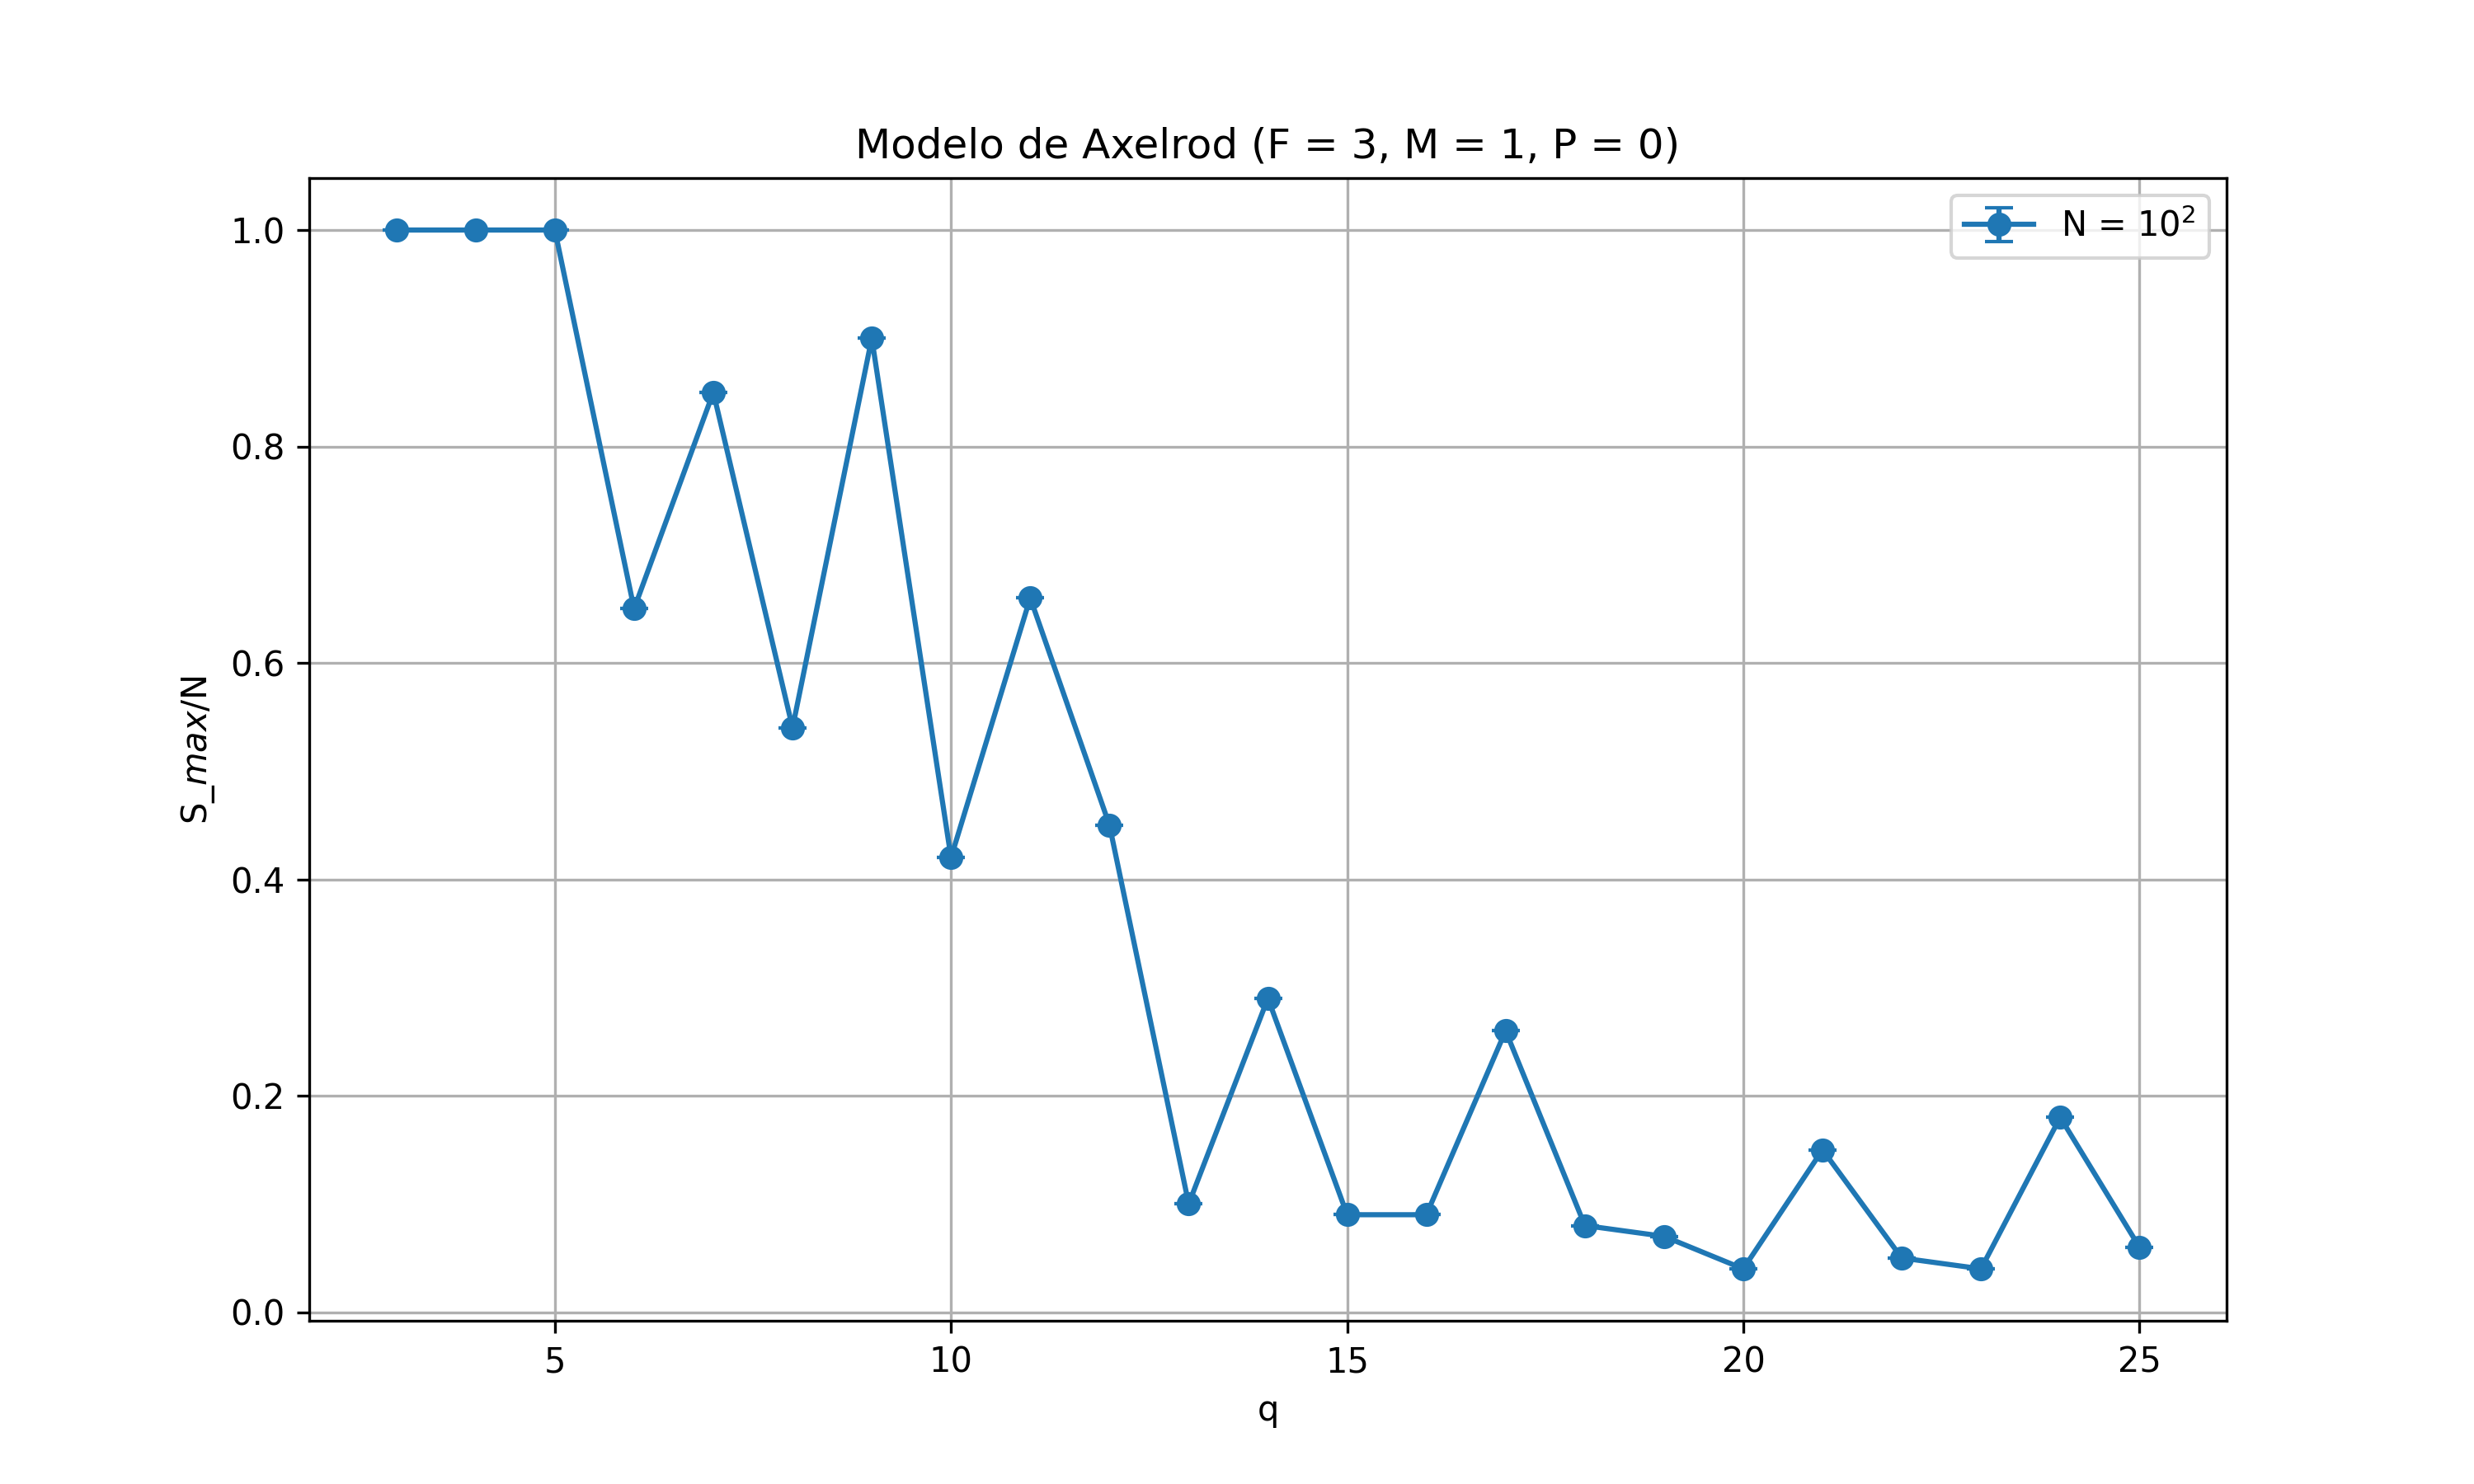 Modelo de Axelrod (F = 3, M = 1, P = 0)
N = 10²
1.0
0.8
0.6
0.4
0.2
0.0
S_max/N
5 10 15 20 25
q